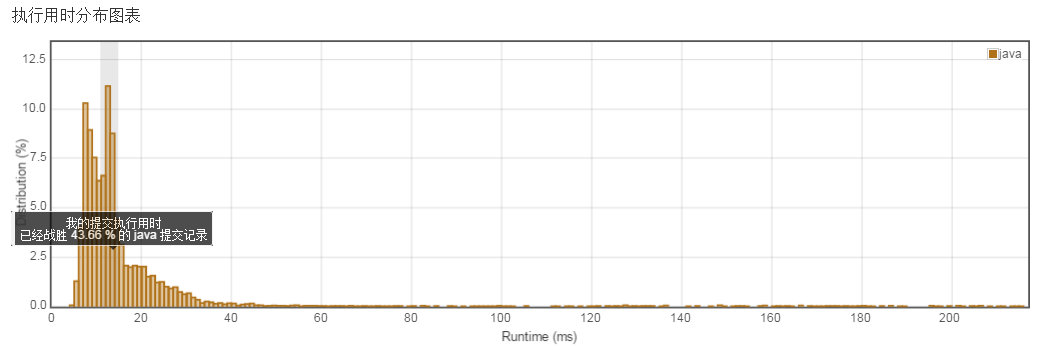 执行用时分布图表
java
12.5
10.0
7.5
5.0
2.5
0.0
Distribution (%)
我的提交执行用时
已经战胜 43.66 % 的 java 提交记录
0 20 40 60 80 100 120 140 160 180 200
Runtime (ms)